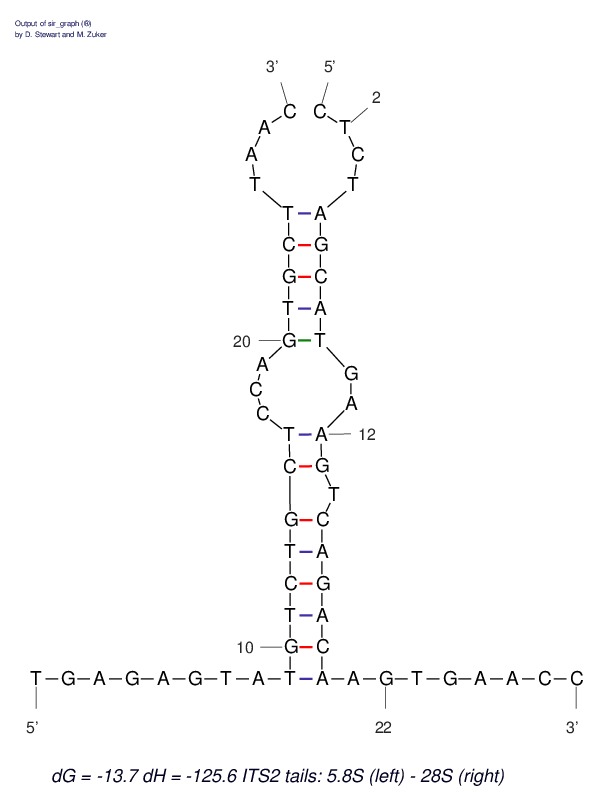 Output of sir_graph (®)
by D. Stewart and M. Zuker
3' 5'
2
C C
A T
A C
T T
T A
C G
G C
T A
20 G T
A G
C A
C
T A 12
C G
T
G C
T A
C G
T A
10 G C
T G A G A G T A T A A G T G A A C C
5' 22 3'
dG = -13.7 dH = -125.6 ITS2 tails: 5.8S (left) - 28S (right)